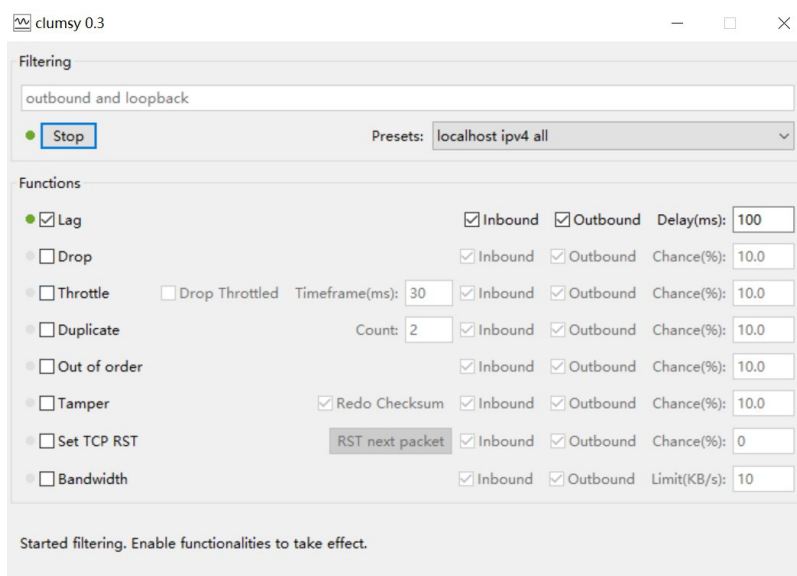 clumsy 0.3
Filtering
outbound and loopback
Stop Presets: localhost ipv4 all
Functions
Lag Inbound Outbound Delay(ms): 100
Drop Inbound Outbound Chance(%): 10.0
Throttle Drop Throttled Timeframe(ms): 30 Inbound Outbound Chance(%): 10.0
Duplicate Count: 2 Inbound Outbound Chance(%): 10.0
Out of order Inbound Outbound Chance(%): 10.0
Tamper Redo Checksum Inbound Outbound Chance(%): 10.0
Set TCP RST RST next packet Inbound Outbound Chance(%): 0
Bandwidth Inbound Outbound Limit(KB/s): 10
Started filtering. Enable functionalities to take effect.